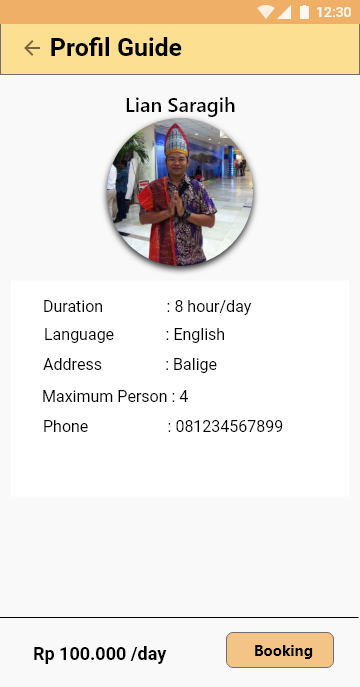 12:30
Profil Guide
Lian Saragih
Duration : 8 hour/day
Language : English
Address : Balige
Maximum Person : 4
Phone : 081234567899
Rp 100.000 /day
Booking